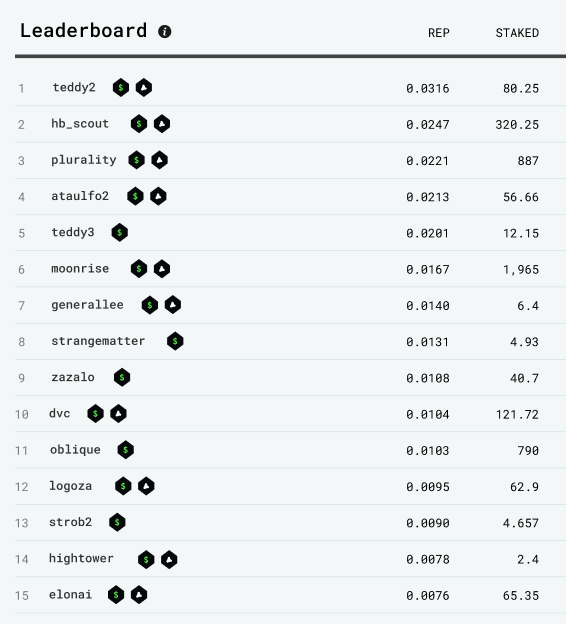 Leaderboard i REP STAKED
1 teddy2 $ 0.0316 80.25
2 hb_scout $ 0.0247 320.25
3 plurality $ 0.0221 887
4 ataulfo2 $ 0.0213 56.66
5 teddy3 $ 0.0201 12.15
6 moonrise $ 0.0167 1,965
7 generallee $ 0.0140 6.4
8 strangematter $ 0.0131 4.93
9 zazalo $ 0.0108 40.7
10 dvc $ 0.0104 121.72
11 oblique $ 0.0103 790
12 logoza $ 0.0095 62.9
13 strob2 $ 0.0090 4.657
14 hightower $ 0.0078 2.4
15 elonai $ 0.0076 65.35